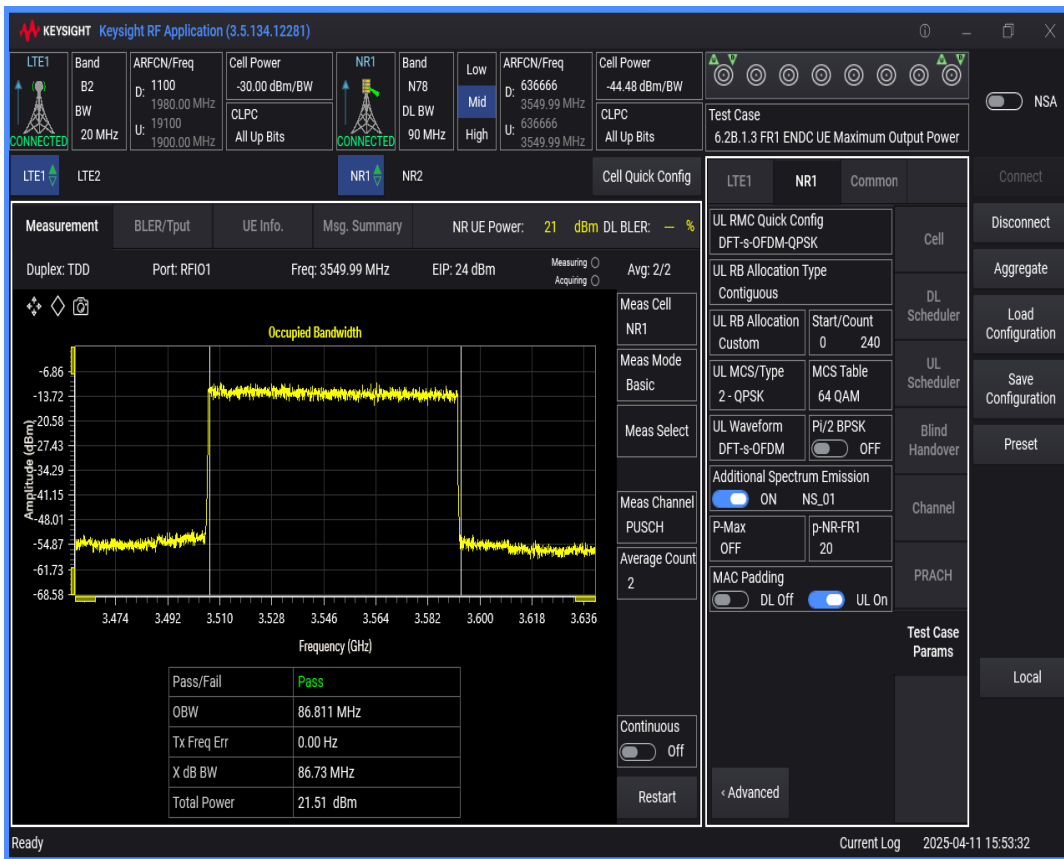 KEYSIGHT Keysight RF Application (3.5.134.12281)
LTE1
CONNECTED
Band
B2
BW
20 MHz
ARFCN/Freq
D: 1100
1980.00 MHz
U: 19100
1900.00 MHz
Cell Power
-30.00 dBm/BW
CLPC
All Up Bits
NR1
CONNECTED
Band
N78
DL BW
90 MHz
Low
Mid
High
ARFCN/Freq
D: 636666
3549.99 MHz
U: 636666
3549.99 MHz
Cell Power
-44.48 dBm/BW
CLPC
All Up Bits
Test Case
6.2B.1.3 FR1 ENDC UE Maximum Output Power
NSA
LTE1 LTE2 NR1 NR2 Cell Quick Config
Measurement BLER/Tput UE Info. Msg. Summary NR UE Power: 21 dBm DL BLER: — %
Duplex: TDD Port: RFIO1 Freq: 3549.99 MHz EIP: 24 dBm Measuring Acquiring Avg: 2/2
Occupied Bandwidth
Amplitude (dBm)
-6.86
-13.72
-20.58
-27.43
-34.29
-41.15
-48.01
-54.87
-61.73
-68.58
3.474 3.492 3.510 3.528 3.546 3.564 3.582 3.600 3.618 3.636
Frequency (GHz)
Pass/Fail Pass
OBW 86.811 MHz
Tx Freq Err 0.00 Hz
X dB BW 86.73 MHz
Total Power 21.51 dBm
Meas Cell
NR1
Meas Mode
Basic
Meas Select
Meas Channel
PUSCH
Average Count
2
Continuous
Off
Restart
LTE1 NR1 Common
UL RMC Quick Config
DFT-s-OFDM-QPSK
UL RB Allocation Type
Contiguous
UL RB Allocation Start/Count
Custom 0 240
UL MCS/Type MCS Table
2 - QPSK 64 QAM
UL Waveform Pi/2 BPSK
DFT-s-OFDM OFF
Additional Spectrum Emission
ON NS_01
P-Max p-NR-FR1
OFF 20
MAC Padding
DL Off UL On
‹ Advanced
Cell
DL
Scheduler
UL
Scheduler
Blind
Handover
Channel
PRACH
Test Case
Params
Connect
Disconnect
Aggregate
Load
Configuration
Save
Configuration
Preset
Local
Ready Current Log 2025-04-11 15:53:32